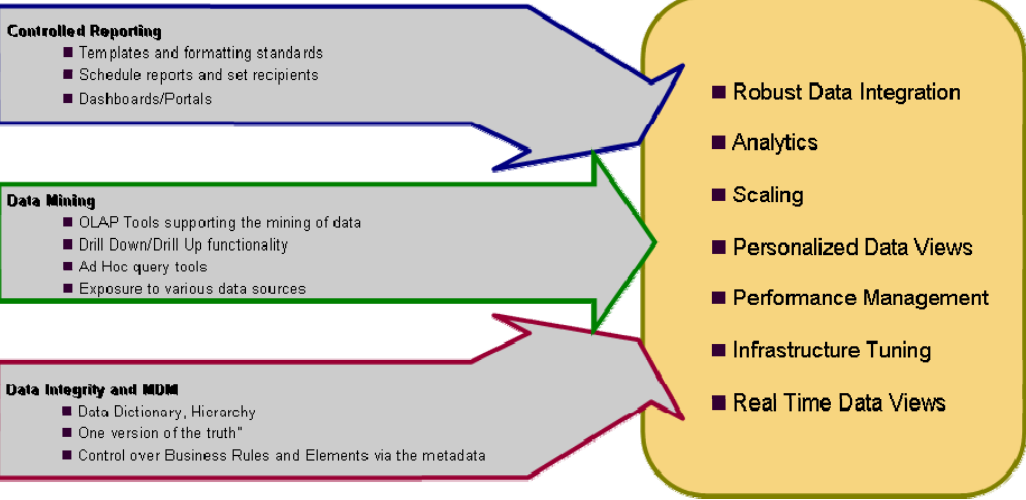 Controlled Reporting
Templates and formatting standards
Schedule reports and set recipients
Dashboards/Portals
Data Mining
OLAP Tools supporting the mining of data
Drill Down/Drill Up functionality
Ad Hoc query tools
Exposure to various data sources
Data Integrity and MDM
Data Dictionary, Hierarchy
One version of the truth"
Control over Business Rules and Elements via the metadata
Robust Data Integration
Analytics
Scaling
Personalized Data Views
Performance Management
Infrastructure Tuning
Real Time Data Views